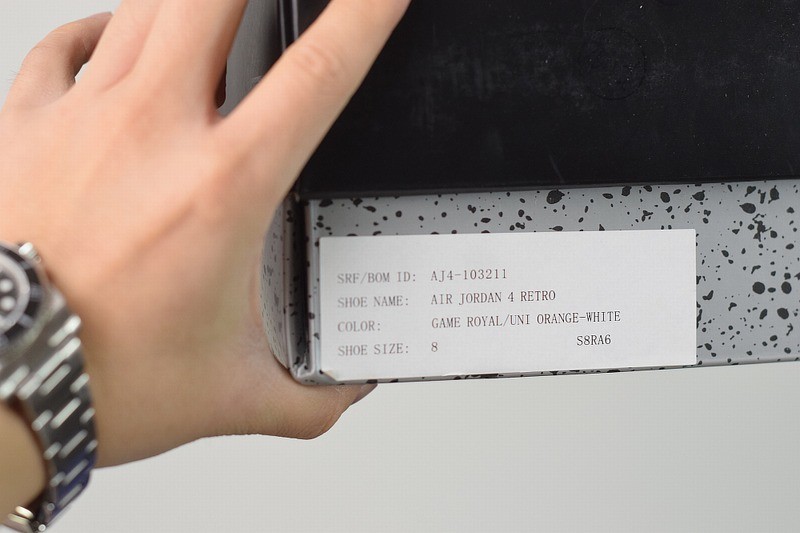 SRF/BOM ID: AJ4-103211
SHOE NAME: AIR JORDAN 4 RETRO
COLOR: GAME ROYAL/UNI ORANGE-WHITE
SHOE SIZE: 8 S8RA6